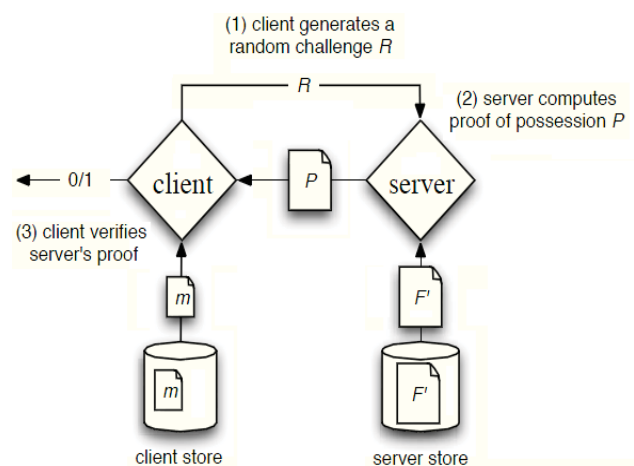 (1) client generates a
random challenge R
R
(2) server computes
proof of possession P
0/1
client
P
server
(3) client verifies
server's proof
m
F'
m
F'
client store
server store